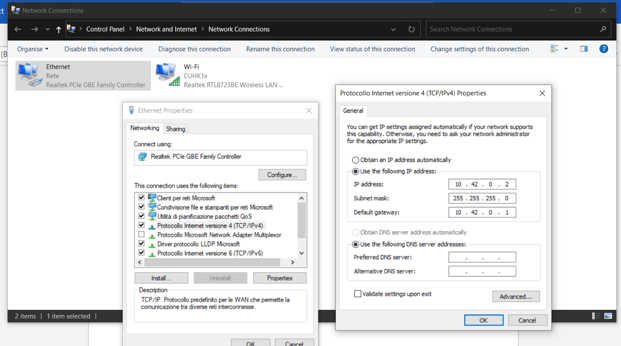 Network Connections
Control Panel > Network and Internet > Network Connections
Search Network Connections
Organise
Disable this network device
Diagnose this connection
Rename this connection
View status of this connection
Change settings of this connection
Ethernet
Rete
Realtek PCIe GBE Family Controller
Wi-Fi
CUHK1x
Realtek RTL8723BE Wireless LAN ...
Ethernet Properties
Networking
Sharing
Connect using:
Realtek PCIe GBE Family Controller
Configure...
This connection uses the following items:
Client per reti Microsoft
Condivisione file e stampanti per reti Microsoft
Utilità di pianificazione pacchetti QoS
Protocollo Internet versione 4 (TCP/IPv4)
Protocollo Microsoft Network Adapter Multiplexor
Driver protocollo LLDP Microsoft
Protocollo Internet versione 6 (TCP/IPv6)
Install...
Uninstall
Properties
Description
TCP/IP. Protocollo predefinito per le WAN che permette la
comunicazione tra diverse reti interconnesse.
OK
Cancel
Protocollo Internet versione 4 (TCP/IPv4) Properties
General
You can get IP settings assigned automatically if your network supports
this capability. Otherwise, you need to ask your network administrator
for the appropriate IP settings.
Obtain an IP address automatically
Use the following IP address:
IP address:
10 . 42 . 0 . 2
Subnet mask:
255 . 255 . 255 . 0
Default gateway:
10 . 42 . 0 . 1
Obtain DNS server address automatically
Use the following DNS server addresses:
Preferred DNS server:
. . .
Alternative DNS server:
. . .
Validate settings upon exit
Advanced...
OK
Cancel
2 items
1 item selected